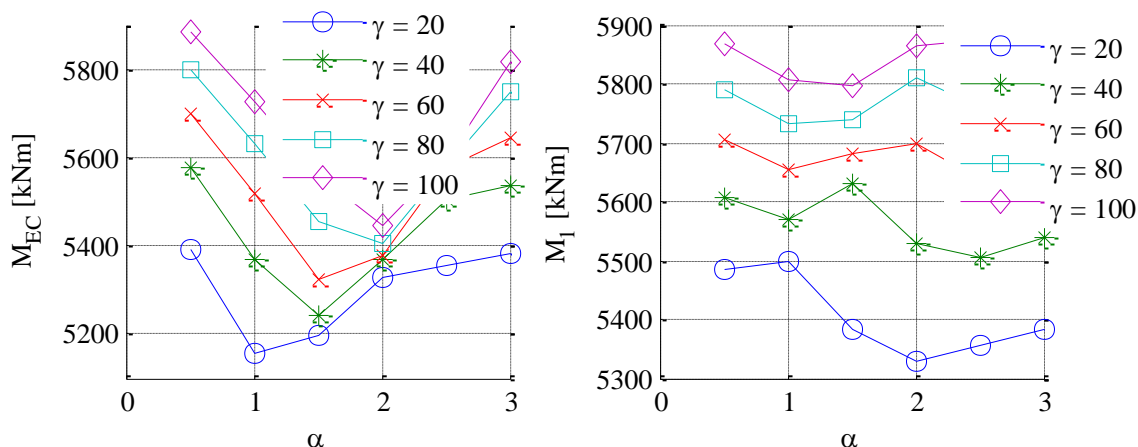 M_EC [kNm]
5800
5600
5400
5200
0 1 2 3
α
γ = 20
γ = 40
γ = 60
γ = 80
γ = 100
M_1 [kNm]
5900
5800
5700
5600
5500
5400
5300
0 1 2 3
α
γ = 20
γ = 40
γ = 60
γ = 80
γ = 100